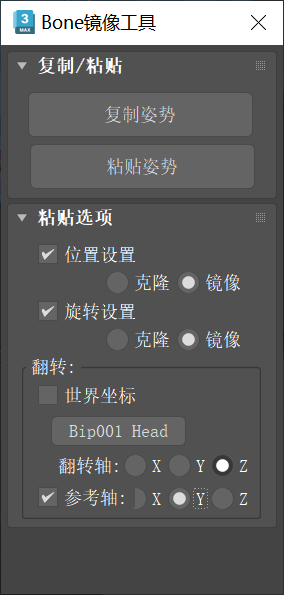 3
MAX
Bone镜像工具
复制/粘贴
复制姿势
粘贴姿势
粘贴选项
位置设置
克隆 镜像
旋转设置
克隆 镜像
翻转:
世界坐标
Bip001 Head
翻转轴: X Y Z
参考轴: X Y Z